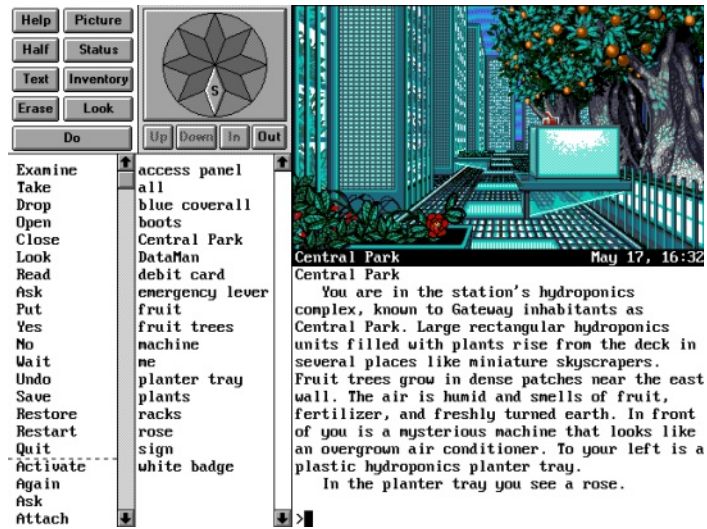 Help Picture
Half Status
Text Inventory
Erase Look
Do
S
Up Down In Out
Examine
Take
Drop
Open
Close
Look
Read
Ask
Put
Yes
No
Wait
Undo
Save
Restore
Restart
Quit
Activate
Again
Ask
Attach
access panel
all
blue coverall
boots
Central Park
DataMan
debit card
emergency lever
fruit
fruit trees
machine
me
planter tray
plants
racks
rose
sign
white badge
Central Park May 17, 16:32
Central Park
You are in the station's hydroponics
complex, known to Gateway inhabitants as
Central Park. Large rectangular hydroponics
units filled with plants rise from the deck in
several places like miniature skyscrapers.
Fruit trees grow in dense patches near the east
wall. The air is humid and smells of fruit,
fertilizer, and freshly turned earth. In front
of you is a mysterious machine that looks like
an overgrown air conditioner. To your left is a
plastic hydroponics planter tray.
In the planter tray you see a rose.
>